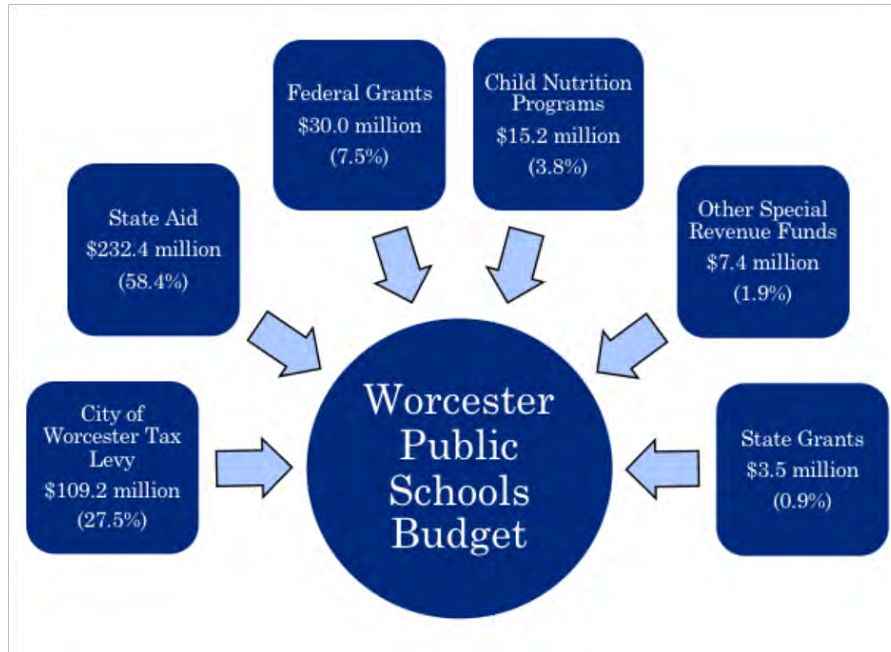 Federal Grants
$30.0 million
(7.5%)
Child Nutrition
Programs
$15.2 million
(3.8%)
State Aid
$232.4 million
(58.4%)
Other Special
Revenue Funds
$7.4 million
(1.9%)
City of
Worcester Tax
Levy
$109.2 million
(27.5%)
Worcester
Public
Schools
Budget
State Grants
$3.5 million
(0.9%)